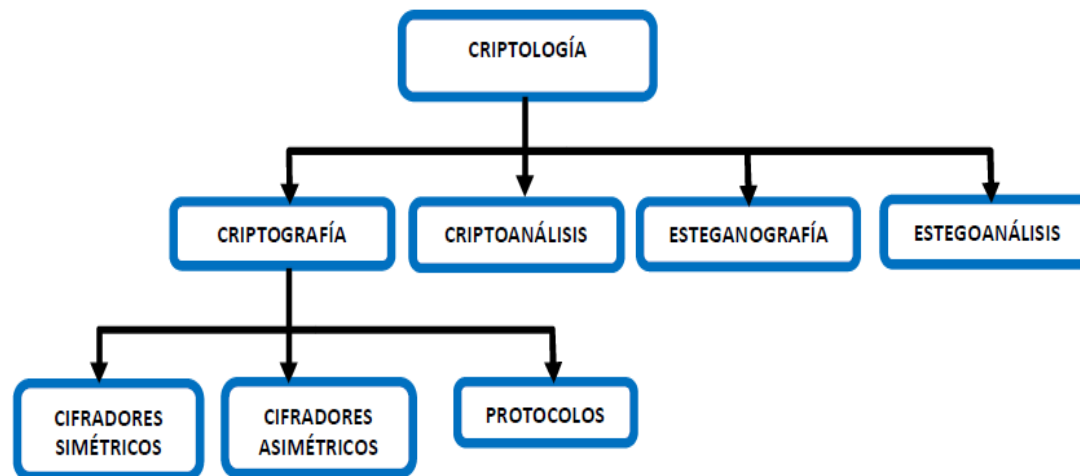 CRIPTOLOGÍA
CRIPTOGRAFÍA
CRIPTOANÁLISIS
ESTEGANOGRAFÍA
ESTEGOANÁLISIS
CIFRADORES
SIMÉTRICOS
CIFRADORES
ASIMÉTRICOS
PROTOCOLOS